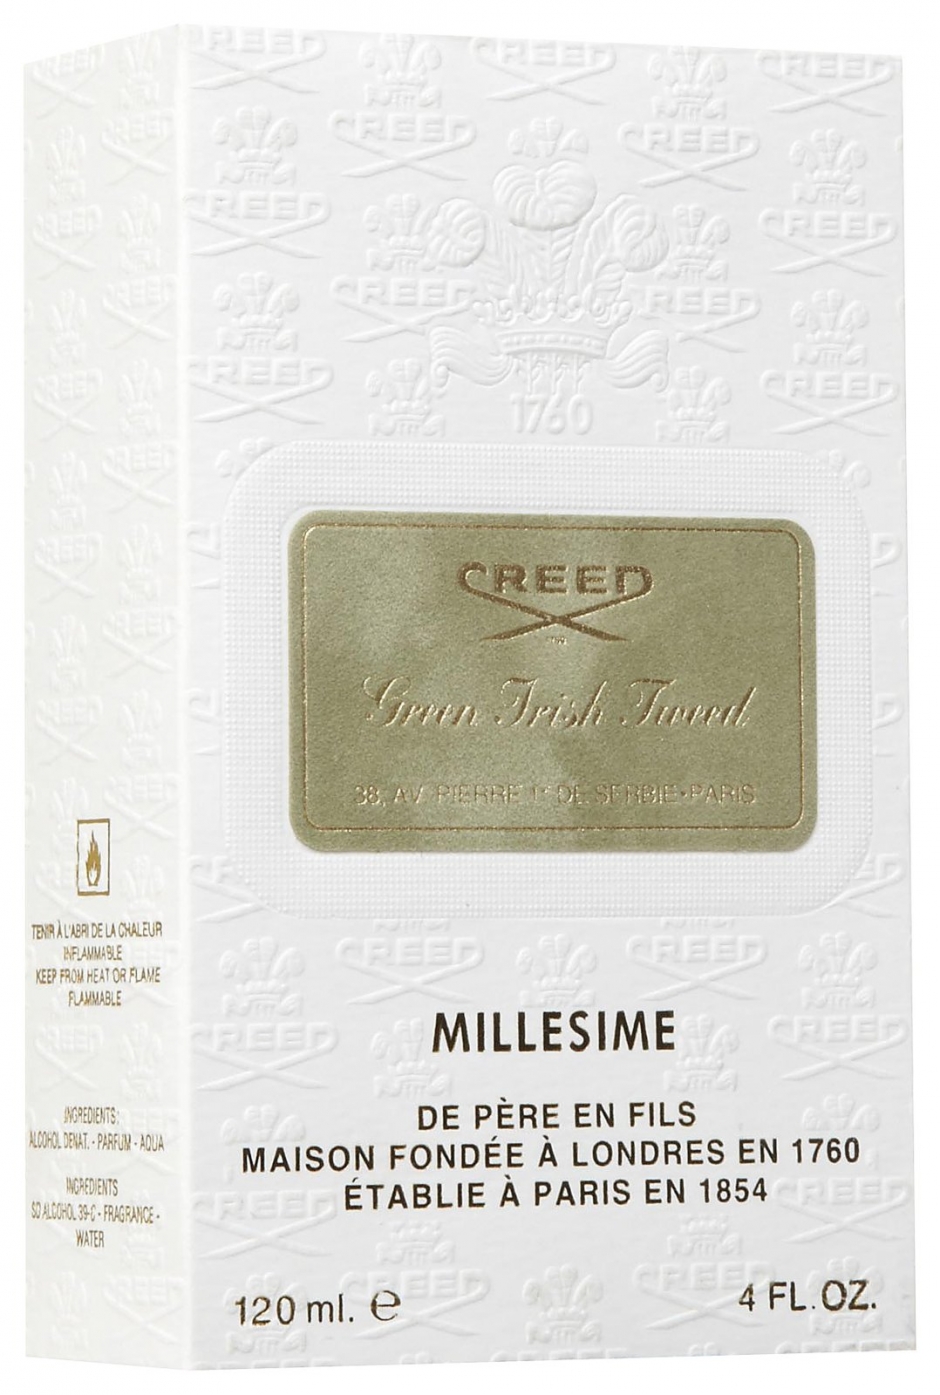 1760
CREED
Green Irish Tweed
38, AV. PIERRE 1er DE SERBIE·PARIS
MILLESIME
DE PÈRE EN FILS
MAISON FONDÉE À LONDRES EN 1760
ÉTABLIE À PARIS EN 1854
120 ml. ℮
4 FL.OZ.
TENIR À L'ABRI DE LA CHALEUR
INFLAMMABLE
KEEP FROM HEAT OR FLAME
FLAMMABLE
INGREDIENTS:
ALCOHOL DENAT. - PARFUM - AQUA
INGREDIENTS
SD ALCOHOL 39-C - FRAGRANCE -
WATER